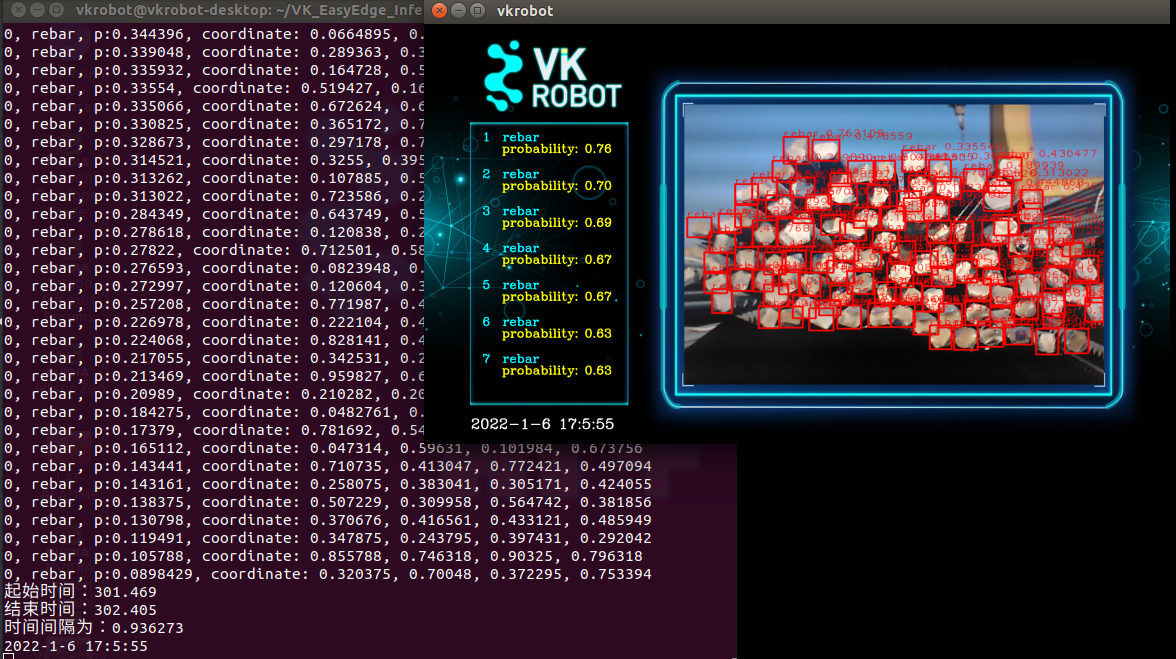 vkrobot@vkrobot-desktop: ~/VK_EasyEdge_Infe
0, rebar, p:0.344396, coordinate: 0.0664895, 0.
0, rebar, p:0.339048, coordinate: 0.289363, 0.3
0, rebar, p:0.335932, coordinate: 0.164728, 0.5
0, rebar, p:0.33554, coordinate: 0.519427, 0.16
0, rebar, p:0.335066, coordinate: 0.672624, 0.6
0, rebar, p:0.330825, coordinate: 0.365172, 0.7
0, rebar, p:0.328673, coordinate: 0.297178, 0.7
0, rebar, p:0.314521, coordinate: 0.3255, 0.395
0, rebar, p:0.313262, coordinate: 0.107885, 0.5
0, rebar, p:0.313022, coordinate: 0.723586, 0.2
0, rebar, p:0.284349, coordinate: 0.643749, 0.5
0, rebar, p:0.278618, coordinate: 0.120838, 0.2
0, rebar, p:0.27822, coordinate: 0.712501, 0.58
0, rebar, p:0.276593, coordinate: 0.0823948, 0.
0, rebar, p:0.272997, coordinate: 0.120604, 0.3
0, rebar, p:0.257208, coordinate: 0.771987, 0.4
0, rebar, p:0.226978, coordinate: 0.222104, 0.4
0, rebar, p:0.224068, coordinate: 0.828141, 0.4
0, rebar, p:0.217055, coordinate: 0.342531, 0.2
0, rebar, p:0.213469, coordinate: 0.959827, 0.6
0, rebar, p:0.20989, coordinate: 0.210282, 0.20
0, rebar, p:0.184275, coordinate: 0.0482761, 0.
0, rebar, p:0.17379, coordinate: 0.781692, 0.54
0, rebar, p:0.165112, coordinate: 0.047314, 0.59631, 0.101984, 0.673756
0, rebar, p:0.143441, coordinate: 0.710735, 0.413047, 0.772421, 0.497094
0, rebar, p:0.143161, coordinate: 0.258075, 0.383041, 0.305171, 0.424055
0, rebar, p:0.138375, coordinate: 0.507229, 0.309958, 0.564742, 0.381856
0, rebar, p:0.130798, coordinate: 0.370676, 0.416561, 0.433121, 0.485949
0, rebar, p:0.119491, coordinate: 0.347875, 0.243795, 0.397431, 0.292042
0, rebar, p:0.105788, coordinate: 0.855788, 0.746318, 0.90325, 0.796318
0, rebar, p:0.0898429, coordinate: 0.320375, 0.70048, 0.372295, 0.753394
起始时间：301.469
结束时间：302.405
时间间隔为：0.936273
2022-1-6 17:5:55
vkrobot
VK
ROBOT
1 rebar
probability: 0.76
2 rebar
probability: 0.70
3 rebar
probability: 0.69
4 rebar
probability: 0.67
5 rebar
probability: 0.67
6 rebar
probability: 0.63
7 rebar
probability: 0.63
2022-1-6 17:5:55